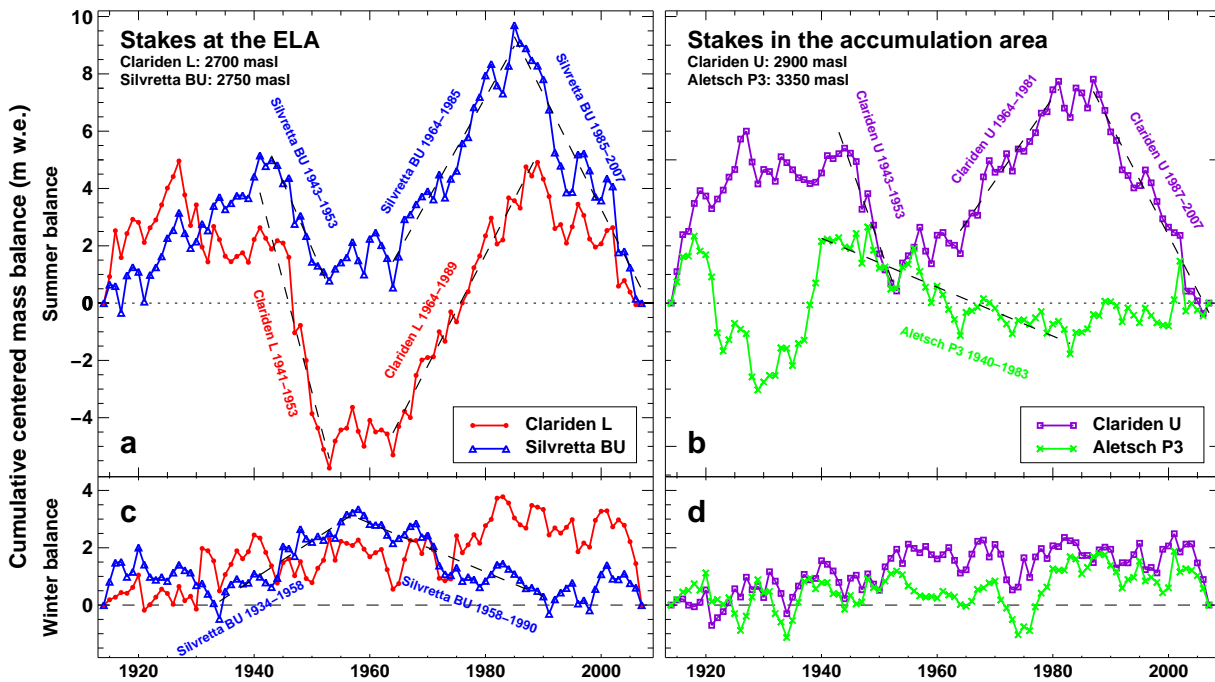 Stakes at the ELA
Clariden L: 2700 masl
Silvretta BU: 2750 masl
Silvretta BU 1943–1953
Silvretta BU 1964–1985
Silvretta BU 1985–2007
Clariden L 1941–1953
Clariden L 1964–1989
a
Clariden L
Silvretta BU
10
8
6
4
2
0
−2
−4
Cumulative centered mass balance (m w.e.)
Summer balance
Stakes in the accumulation area
Clariden U: 2900 masl
Aletsch P3: 3350 masl
Clariden U 1943–1953
Clariden U 1964–1981
Clariden U 1987–2007
Aletsch P3 1940–1983
b
Clariden U
Aletsch P3
c
4
2
0
Winter balance
Silvretta BU 1934–1958
Silvretta BU 1958–1990
d
1920 1940 1960 1980 2000
1920 1940 1960 1980 2000